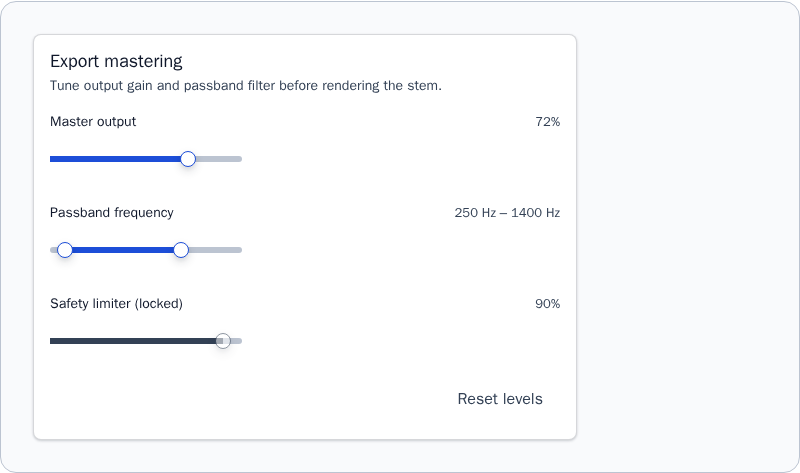 Export mastering
Tune output gain and passband filter before rendering the stem.
Master output 72%
Passband frequency 250 Hz – 1400 Hz
Safety limiter (locked) 90%
Reset levels